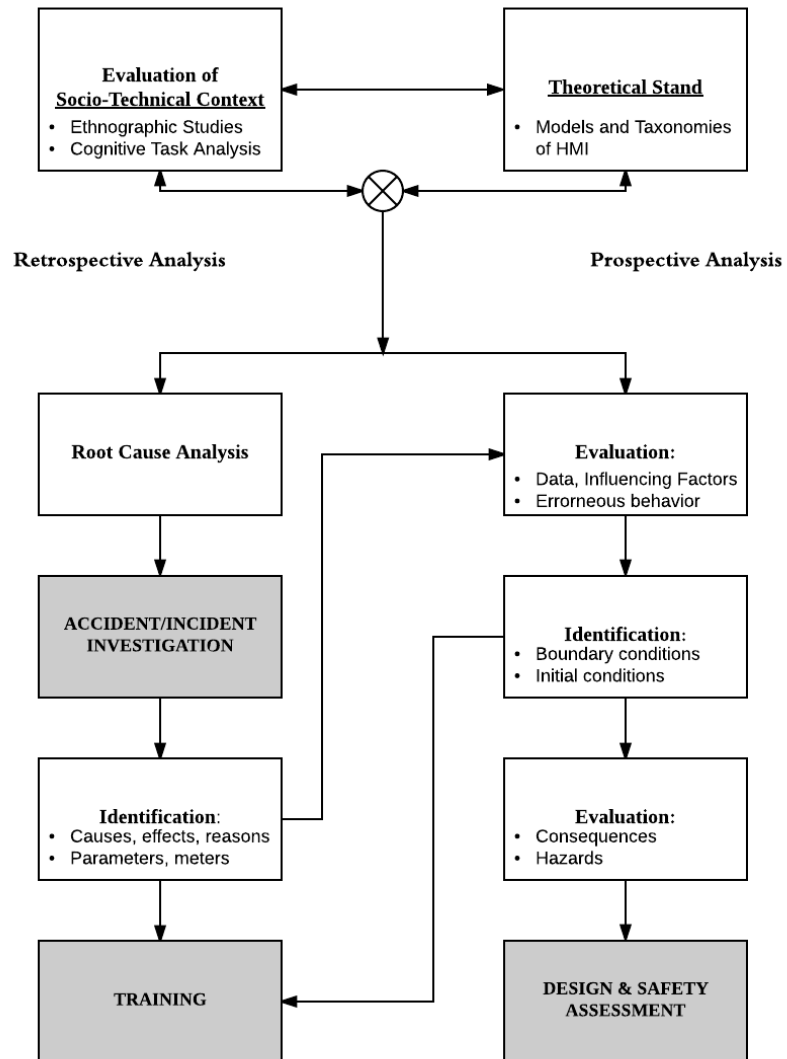 Evaluation of
Socio-Technical Context
• Ethnographic Studies
• Cognitive Task Analysis
Theoretical Stand
• Models and Taxonomies
of HMI
Retrospective Analysis
Prospective Analysis
Root Cause Analysis
Evaluation:
• Data, Influencing Factors
• Errorneous behavior
ACCIDENT/INCIDENT
INVESTIGATION
Identification:
• Boundary conditions
• Initial conditions
Identification:
• Causes, effects, reasons
• Parameters, meters
Evaluation:
• Consequences
• Hazards
TRAINING
DESIGN & SAFETY
ASSESSMENT